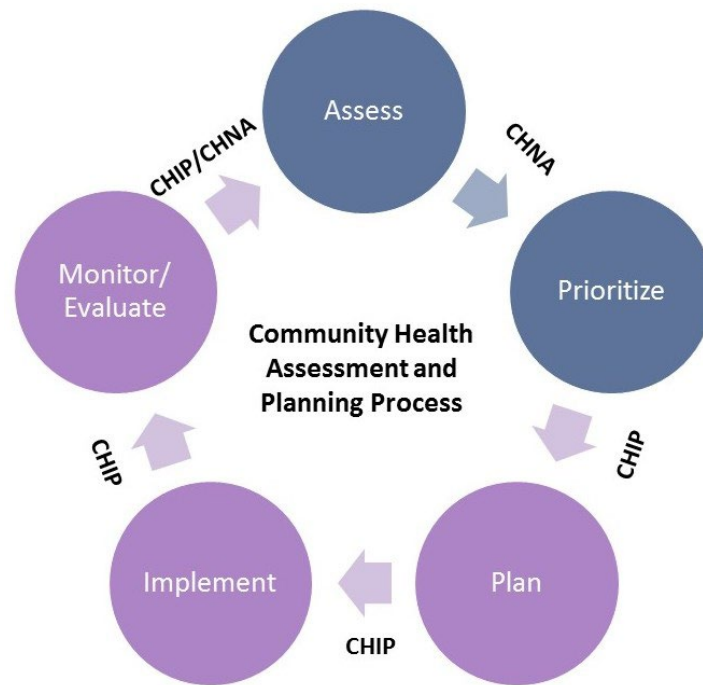 Assess
CHIP/CHNA
CHNA
Monitor/
Evaluate
Prioritize
Community Health
Assessment and
Planning Process
CHIP
CHIP
Implement
Plan
CHIP